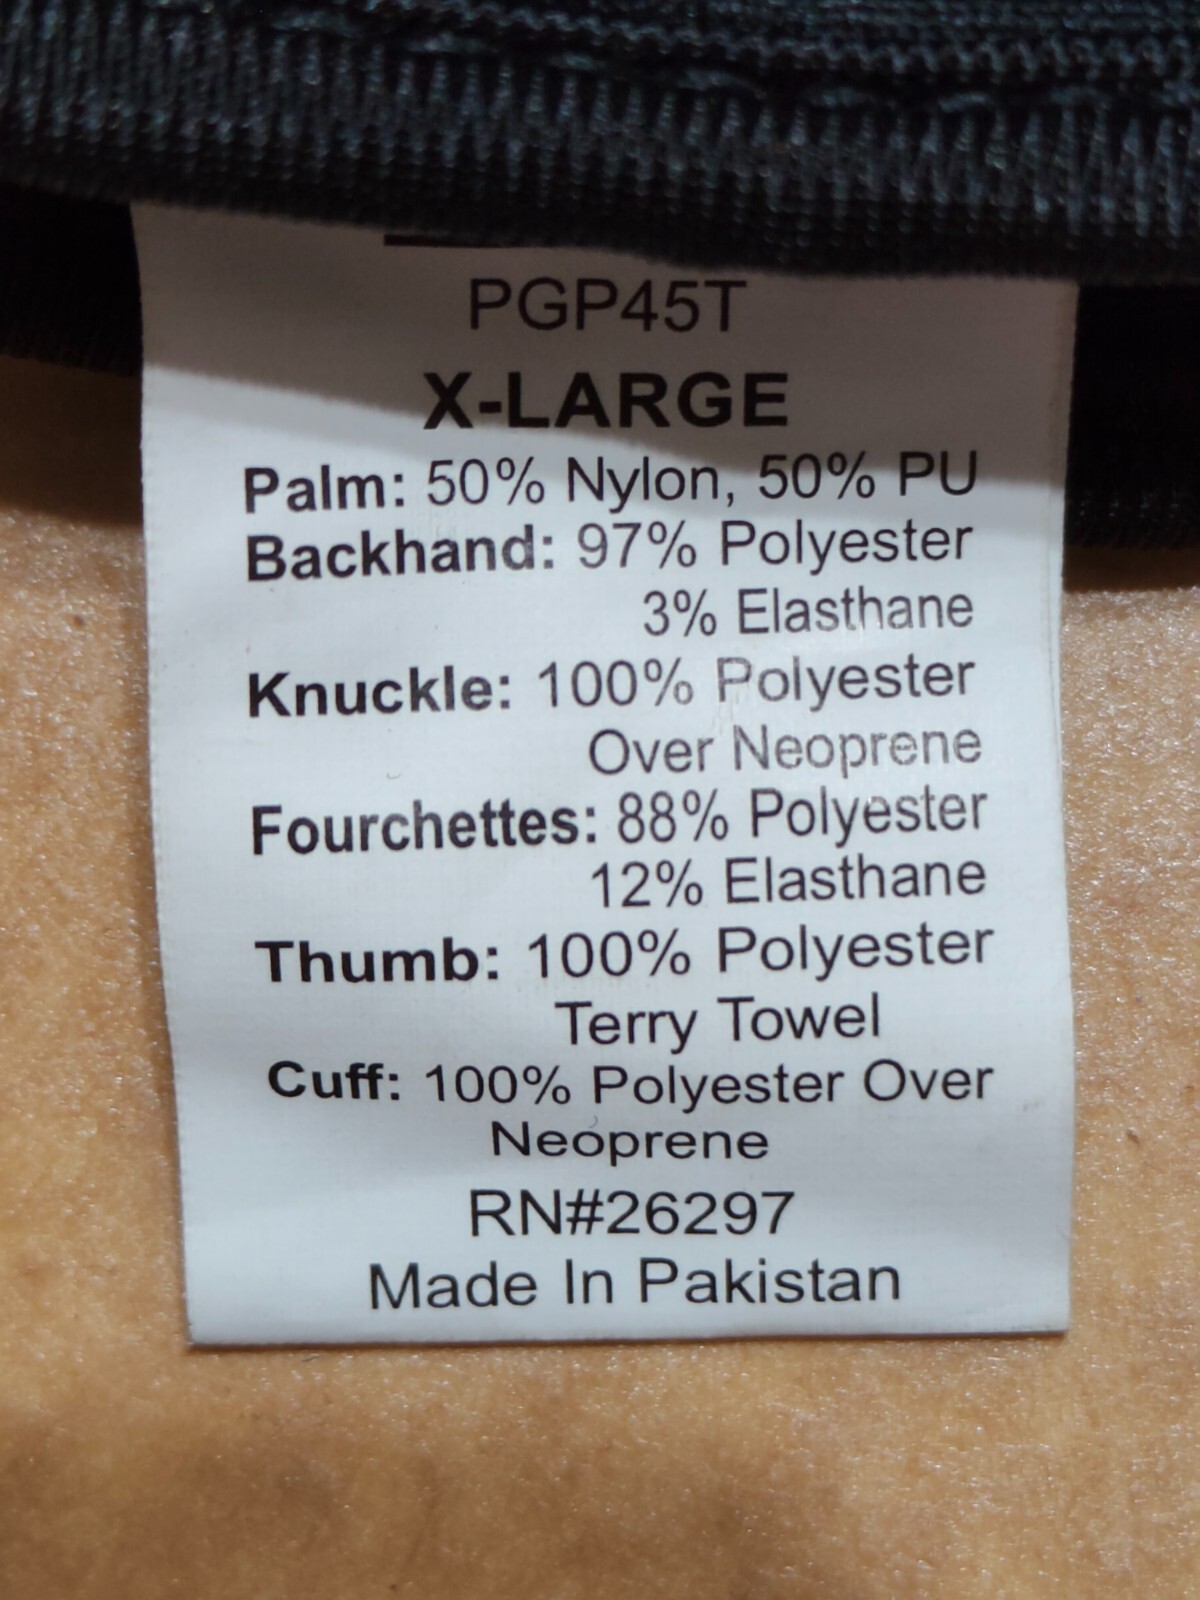 PGP45T
X-LARGE
Palm: 50% Nylon, 50% PU
Backhand: 97% Polyester
3% Elasthane
Knuckle: 100% Polyester
Over Neoprene
Fourchettes: 88% Polyester
12% Elasthane
Thumb: 100% Polyester
Terry Towel
Cuff: 100% Polyester Over
Neoprene
RN#26297
Made In Pakistan